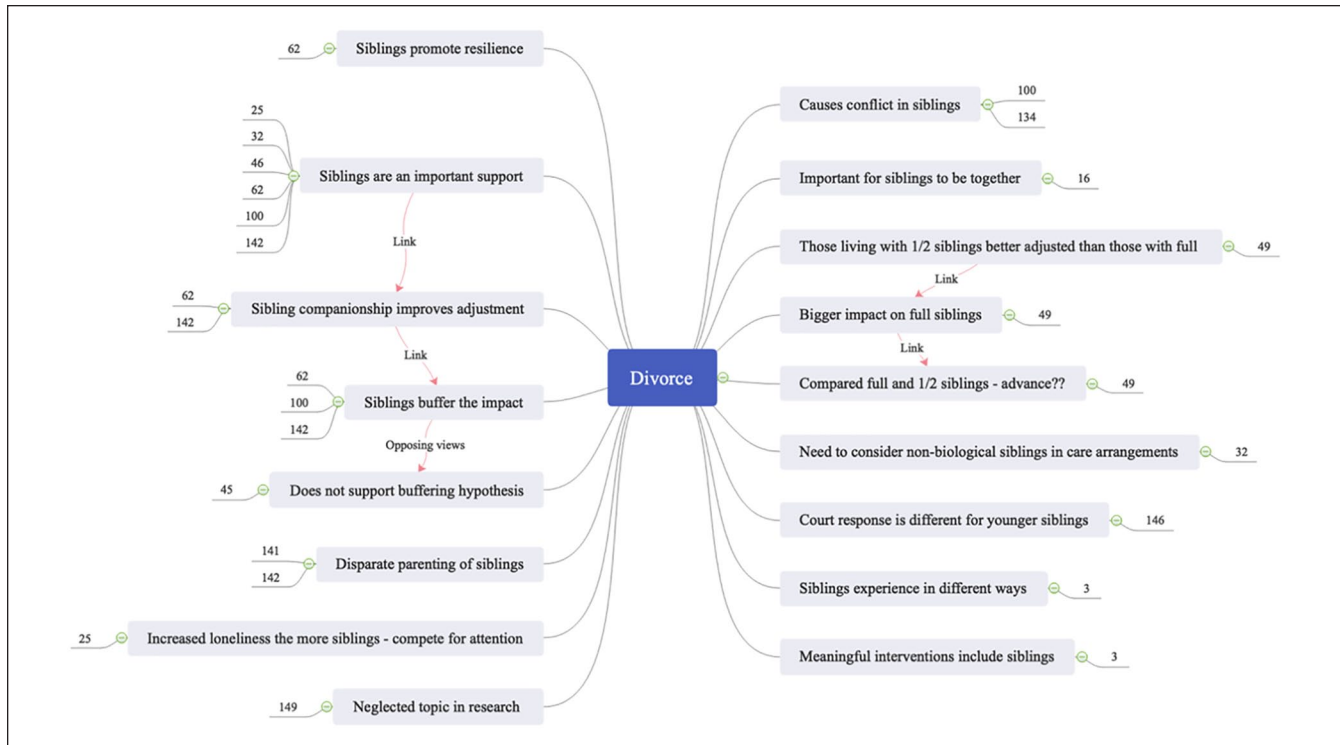 Divorce
Siblings promote resilience
62
Siblings are an important support
25
32
46
62
100
142
Link
Sibling companionship improves adjustment
62
142
Link
Siblings buffer the impact
62
100
142
Opposing views
Does not support buffering hypothesis
45
Disparate parenting of siblings
141
142
Increased loneliness the more siblings - compete for attention
25
Neglected topic in research
149
Causes conflict in siblings
100
134
Important for siblings to be together
16
Those living with 1/2 siblings better adjusted than those with full
49
Link
Bigger impact on full siblings
49
Link
Compared full and 1/2 siblings - advance??
49
Need to consider non-biological siblings in care arrangements
32
Court response is different for younger siblings
146
Siblings experience in different ways
3
Meaningful interventions include siblings
3